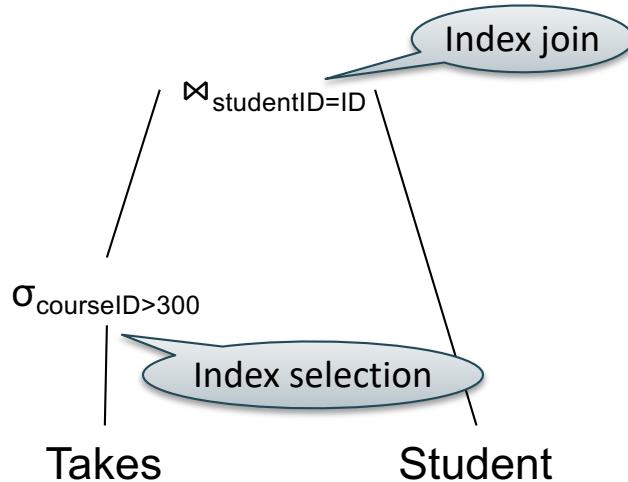 Index join
⋈studentID=ID
σcourseID>300
Index selection
Takes
Student